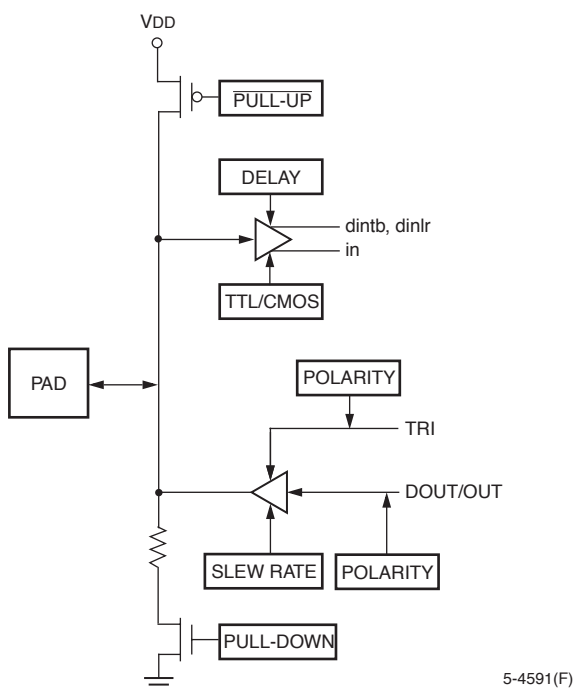 VDD
PULL-UP
DELAY
dintb, dinlr
in
TTL/CMOS
PAD
POLARITY
TRI
DOUT/OUT
SLEW RATE
POLARITY
PULL-DOWN
5-4591(F)